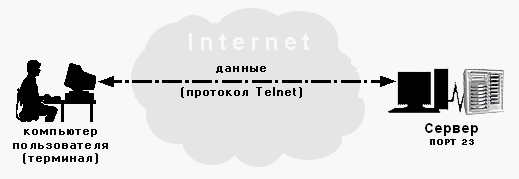 Internet
данные
(протокол Telnet)
компьютер
пользователя
(терминал)
Сервер
ПОРТ 23